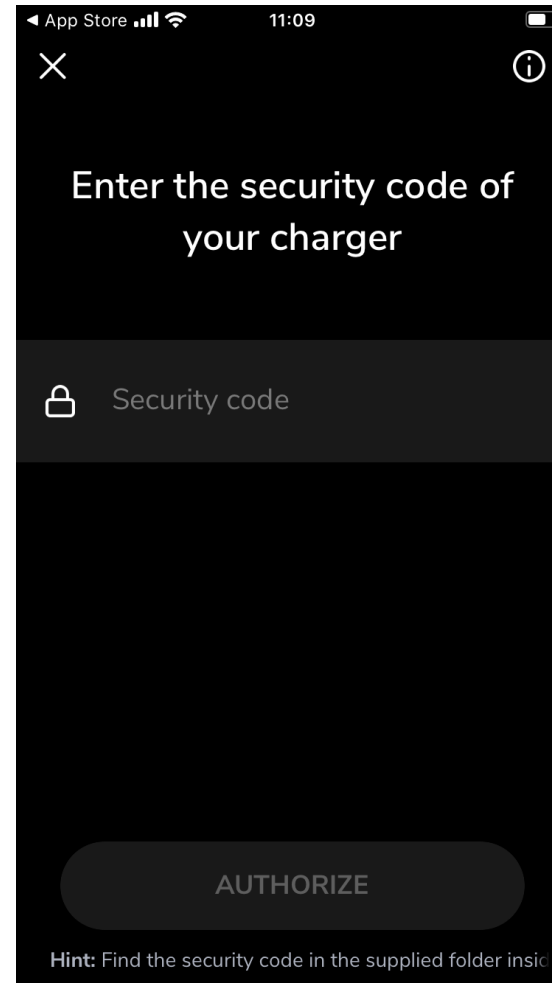 App Store 11:09
Enter the security code of
your charger
Security code
AUTHORIZE
Hint: Find the security code in the supplied folder